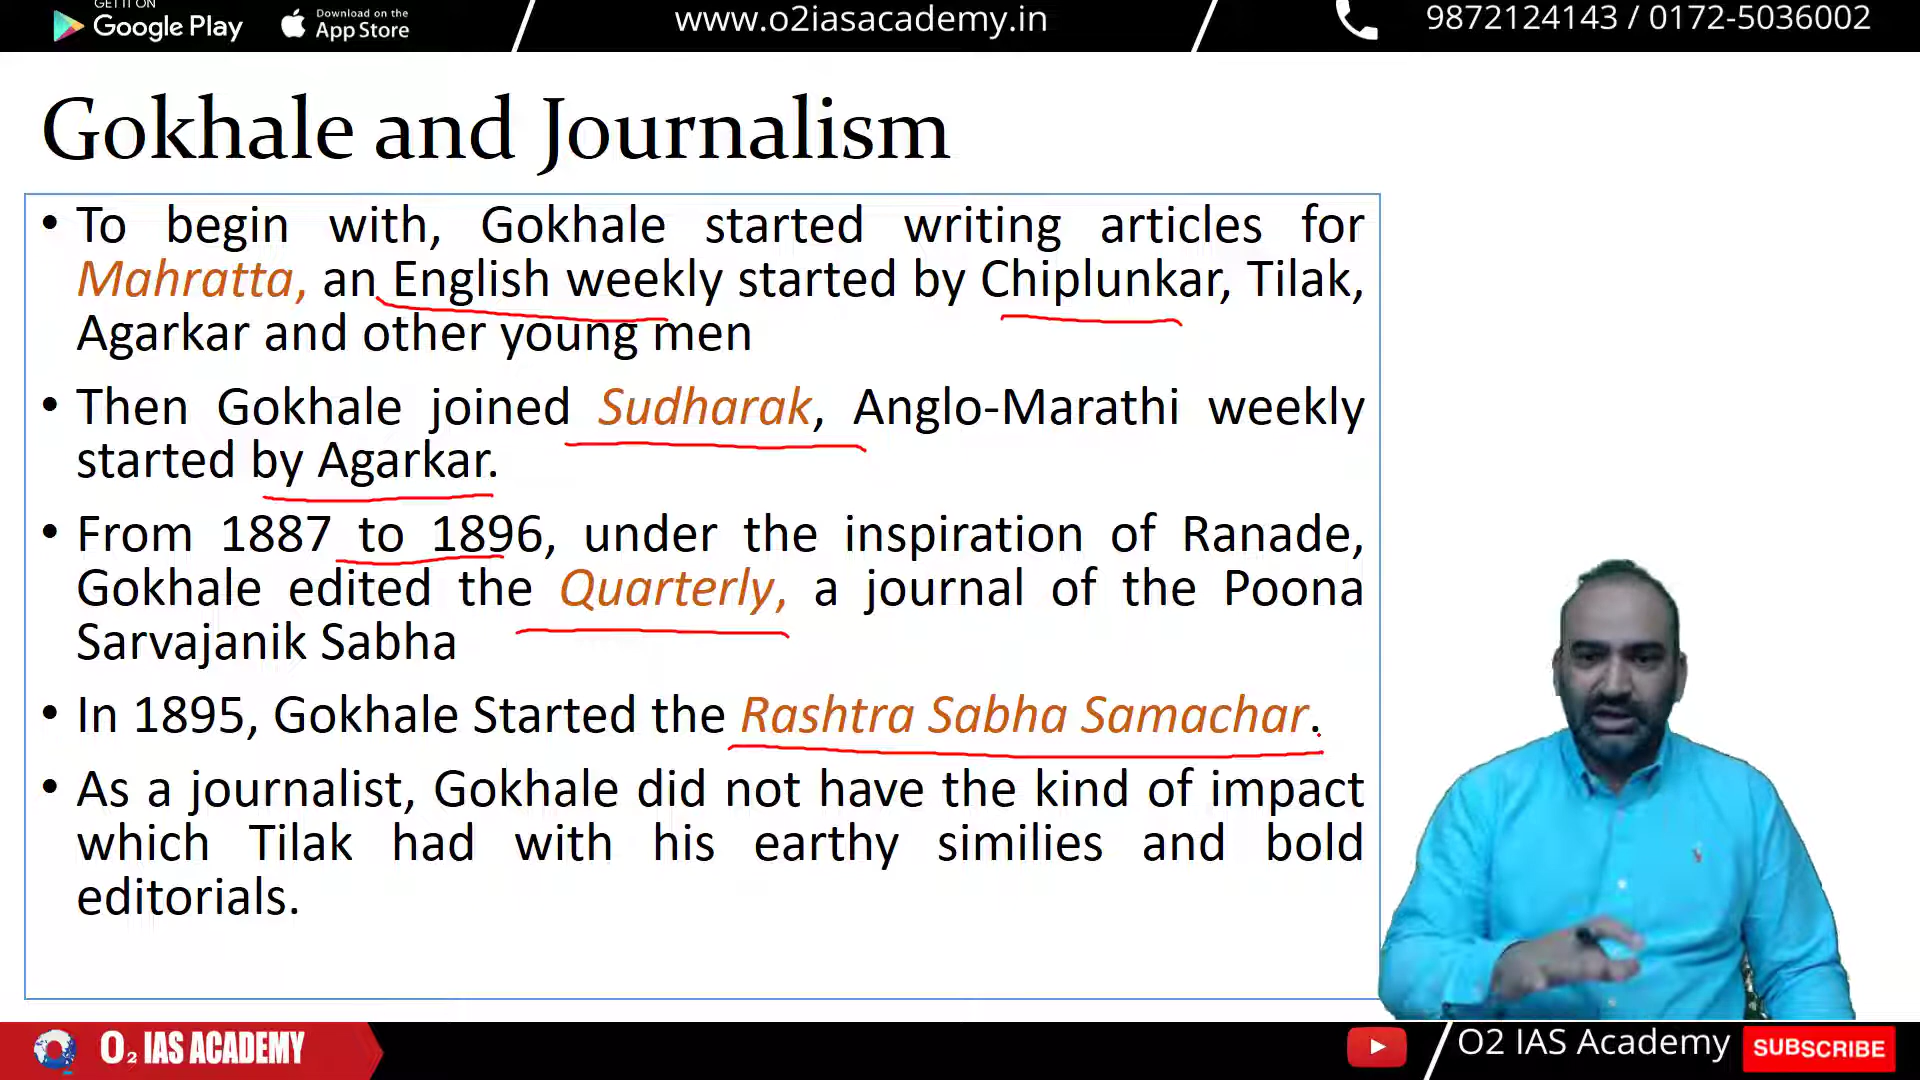 GET IT ON
Google Play
Download on the
App Store
www.o2iasacademy.in
9872124143 / 0172-5036002
Gokhale and Journalism
• To begin with, Gokhale started writing articles for
Mahratta, an English weekly started by Chiplunkar, Tilak,
Agarkar and other young men
• Then Gokhale joined Sudharak, Anglo-Marathi weekly
started by Agarkar.
• From 1887 to 1896, under the inspiration of Ranade,
Gokhale edited the Quarterly, a journal of the Poona
Sarvajanik Sabha
• In 1895, Gokhale Started the Rashtra Sabha Samachar.
• As a journalist, Gokhale did not have the kind of impact
which Tilak had with his earthy similies and bold
editorials.
O2 IAS ACADEMY
O2 IAS Academy
SUBSCRIBE